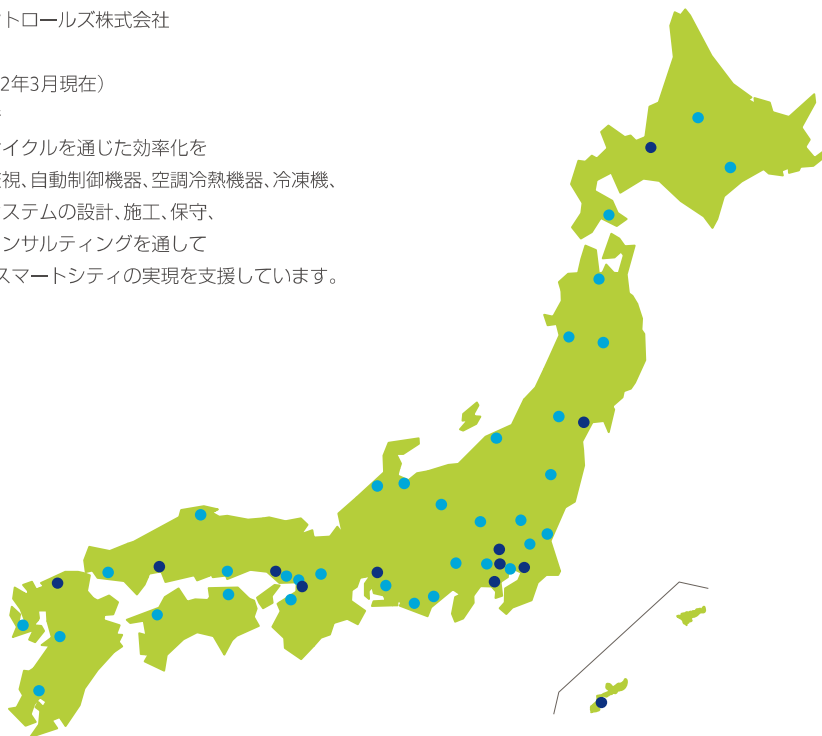 トロールズ株式会社
2年3月現在）
イクルを通じた効率化を
視、自動制御機器、空調冷熱機器、冷凍機、
ステムの設計、施工、保守、
ンサルティングを通して
スマートシティの実現を支援しています。